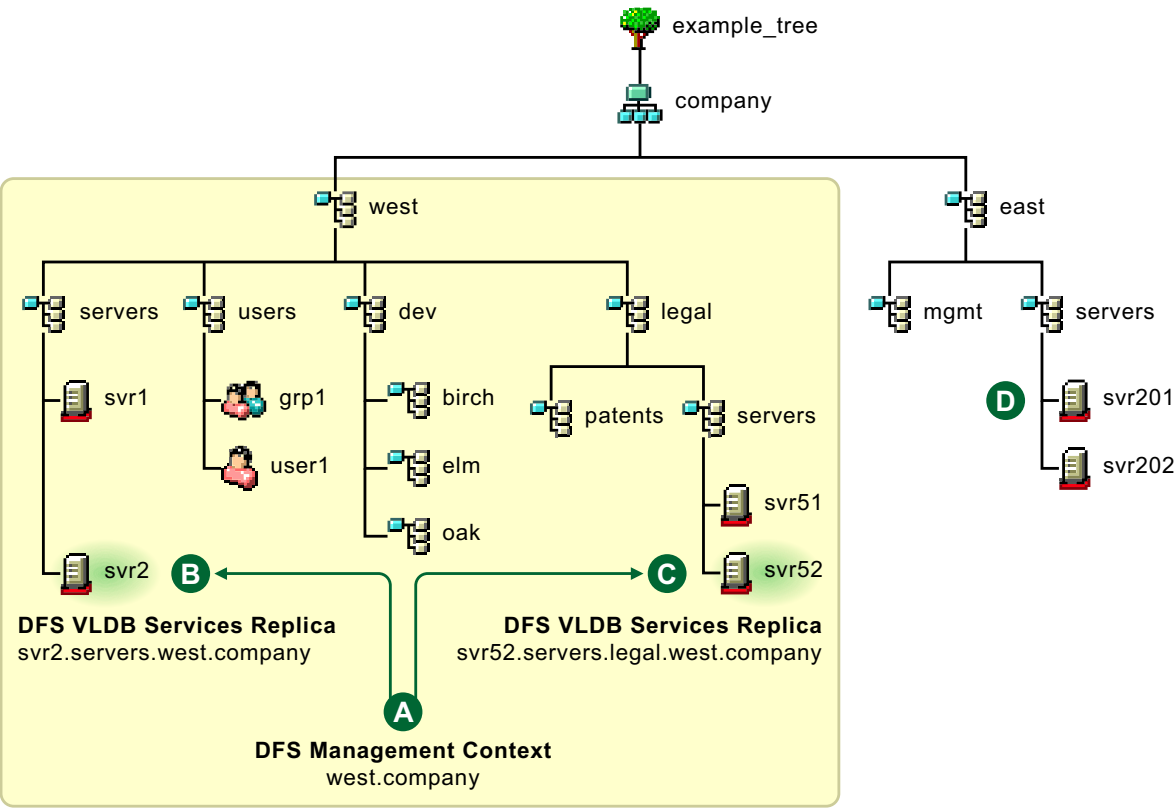 example_tree
company
west
east
servers
users
dev
legal
mgmt
servers
svr1
grp1
birch
patents
servers
D
svr201
user1
elm
svr202
svr51
oak
svr2
B
C
svr52
DFS VLDB Services Replica
svr2.servers.west.company
DFS VLDB Services Replica
svr52.servers.legal.west.company
A
DFS Management Context
west.company